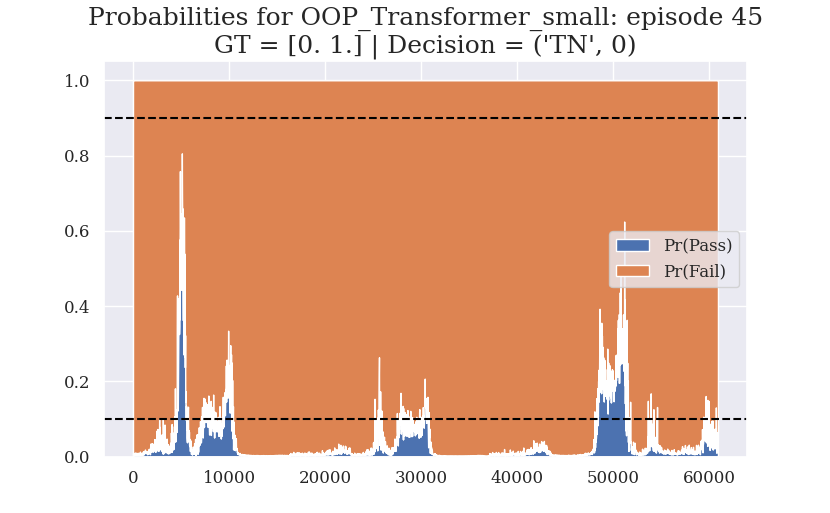 Probabilities for OOP_Transformer_small: episode 45
GT = [0. 1.] | Decision = ('TN', 0)
1.0
0.8
0.6
0.4
0.2
0.0
Pr(Pass)
Pr(Fail)
0 10000 20000 30000 40000 50000 60000